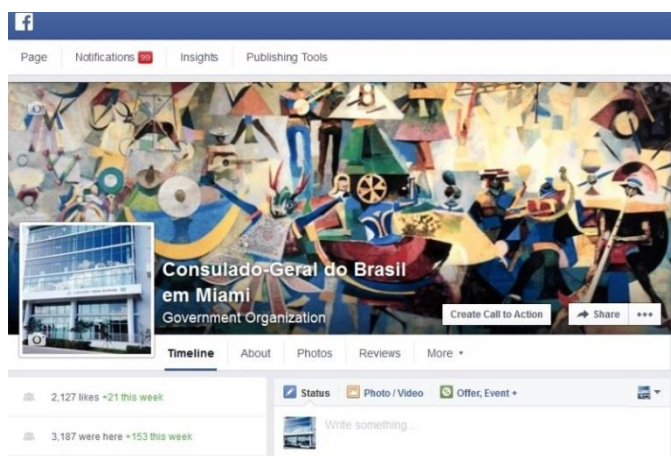 f
Page Notifications 99 Insights Publishing Tools
Consulado-Geral do Brasil
em Miami
Government Organization
Create Call to Action Share •••
Timeline About Photos Reviews More
2,127 likes +21 this week
Status Photo / Video Offer, Event +
3,187 were here +153 this week
Write something...